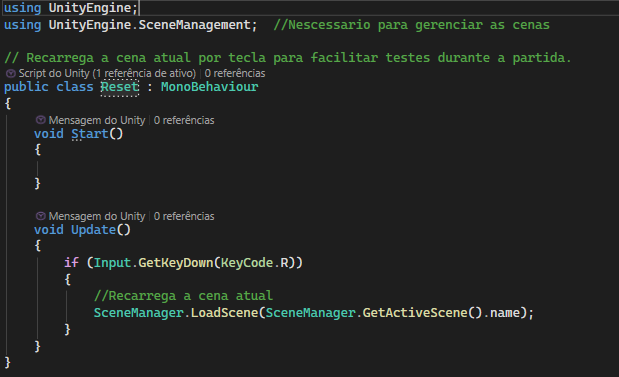 using UnityEngine;
using UnityEngine.SceneManagement;  //Nescessario para gerenciar as cenas
// Recarrega a cena atual por tecla para facilitar testes durante a partida.
Script do Unity (1 referência de ativo) | 0 referências
public class Reset : MonoBehaviour
{
Mensagem do Unity | 0 referências
void Start()
{
}
Mensagem do Unity | 0 referências
void Update()
{
if (Input.GetKeyDown(KeyCode.R))
{
//Recarrega a cena atual
SceneManager.LoadScene(SceneManager.GetActiveScene().name);
}
}
}